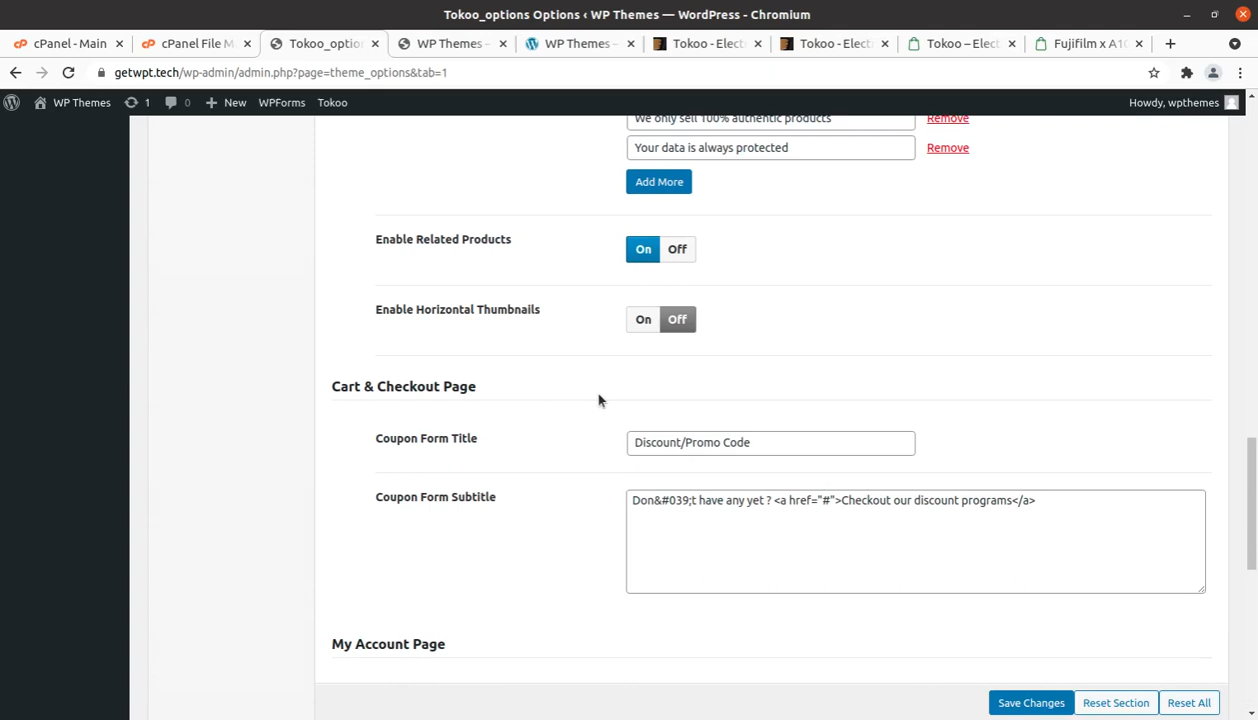 Tokoo_options Options ‹ WP Themes — WordPress - Chromium
cPanel - Main
cPanel File M
Tokoo_optio
WP Themes –
WP Themes –
Tokoo - Elect
Tokoo - Elect
Tokoo – Elec
Fujifilm x A10
getwpt.tech/wp-admin/admin.php?page=theme_options&tab=1
WP Themes 1 0 New WPForms Tokoo Howdy, wpthemes
We only sell 100% authentic products Remove
Your data is always protected Remove
Add More
Enable Related Products On Off
Enable Horizontal Thumbnails On Off
Cart & Checkout Page
Coupon Form Title Discount/Promo Code
Coupon Form Subtitle Don&#039;t have any yet ? <a href="#">Checkout our discount programs</a>
My Account Page
Save Changes Reset Section Reset All